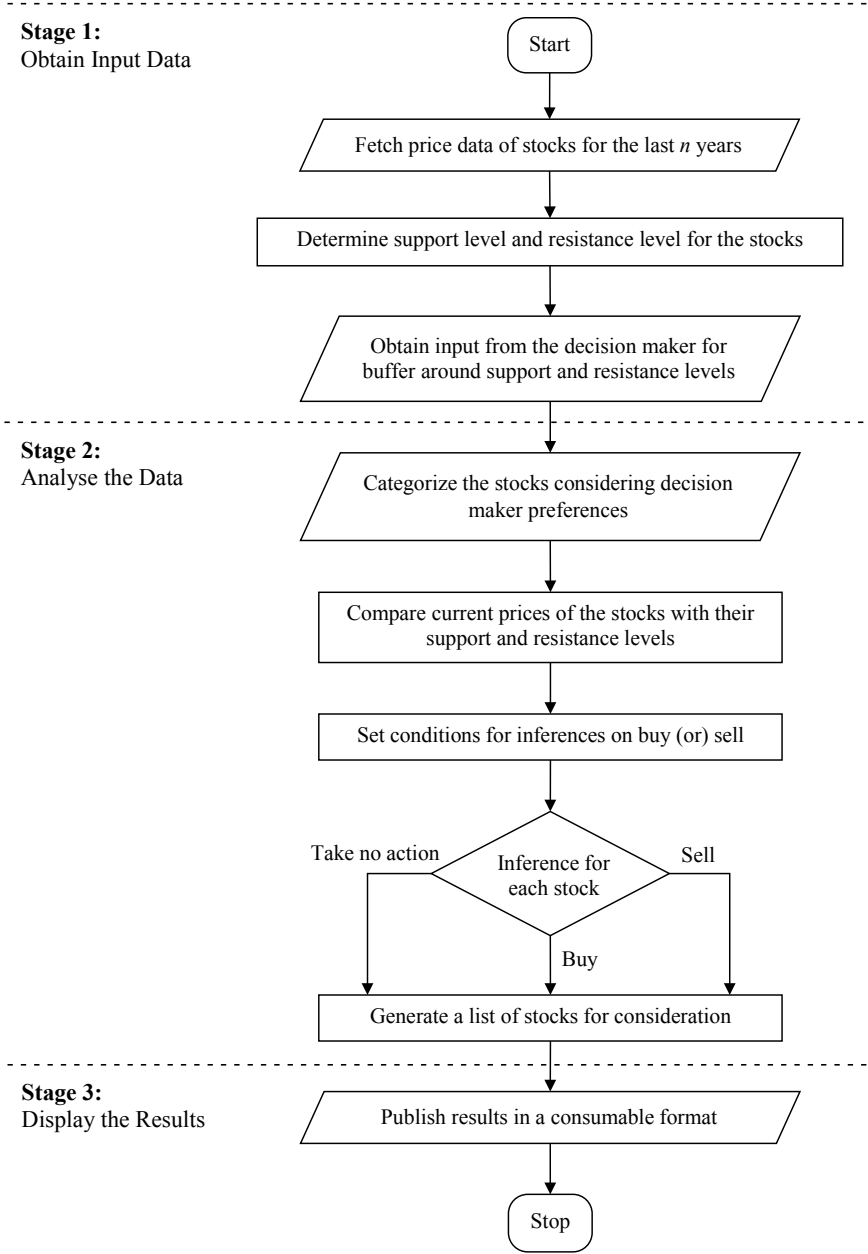 Stage 1:
Obtain Input Data
Start
Fetch price data of stocks for the last n years
Determine support level and resistance level for the stocks
Obtain input from the decision maker for
buffer around support and resistance levels
Stage 2:
Analyse the Data
Categorize the stocks considering decision
maker preferences
Compare current prices of the stocks with their
support and resistance levels
Set conditions for inferences on buy (or) sell
Take no action
Inference for
each stock
Sell
Buy
Generate a list of stocks for consideration
Stage 3:
Display the Results
Publish results in a consumable format
Stop